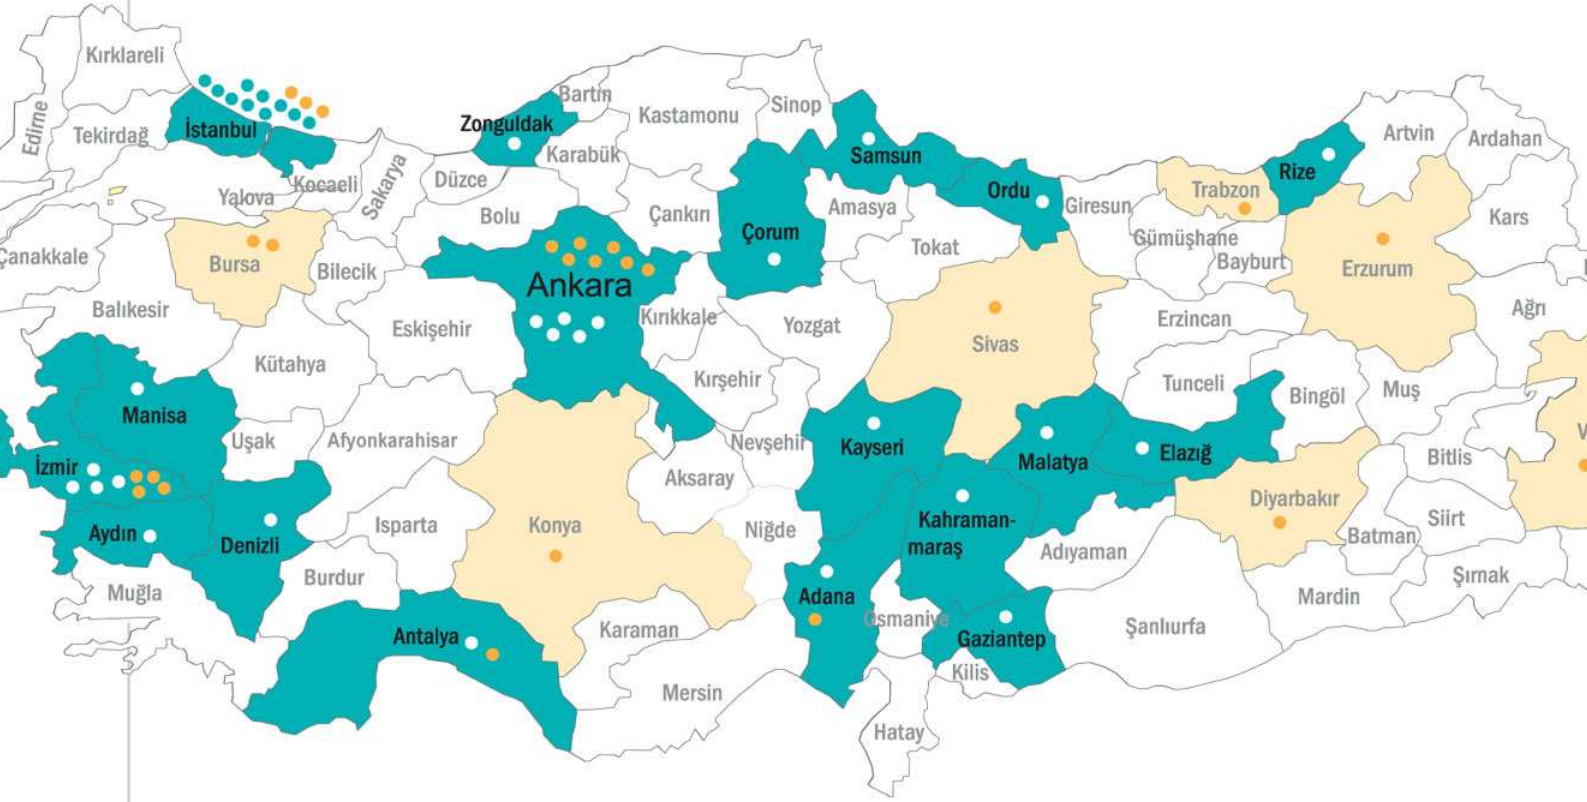 Kırklareli
Edirne
Tekirdağ
İstanbul
Zonguldak
Bartın
Kastamonu
Sinop
Karabük
Samsun
Artvin
Ardahan
Yalova
Kocaeli
Sakarya
Düzce
Bolu
Çankırı
Çorum
Amasya
Ordu
Giresun
Trabzon
Rize
Kars
Çanakkale
Bursa
Bilecik
Ankara
Tokat
Gümüşhane
Bayburt
Erzurum
Balıkesir
Eskişehir
Kırıkkale
Yozgat
Sivas
Erzincan
Ağrı
Kütahya
Kırşehir
Tunceli
Bingöl
Muş
Manisa
Uşak
Afyonkarahisar
Nevşehir
Kayseri
Malatya
Elazığ
Bitlis
V
İzmir
Aksaray
Diyarbakır
Siirt
Aydın
Denizli
Isparta
Konya
Niğde
Kahraman-
maraş
Adıyaman
Batman
Muğla
Burdur
Adana
Mardin
Şırnak
Antalya
Karaman
Osmaniye
Gaziantep
Şanlıurfa
Mersin
Kilis
Hatay